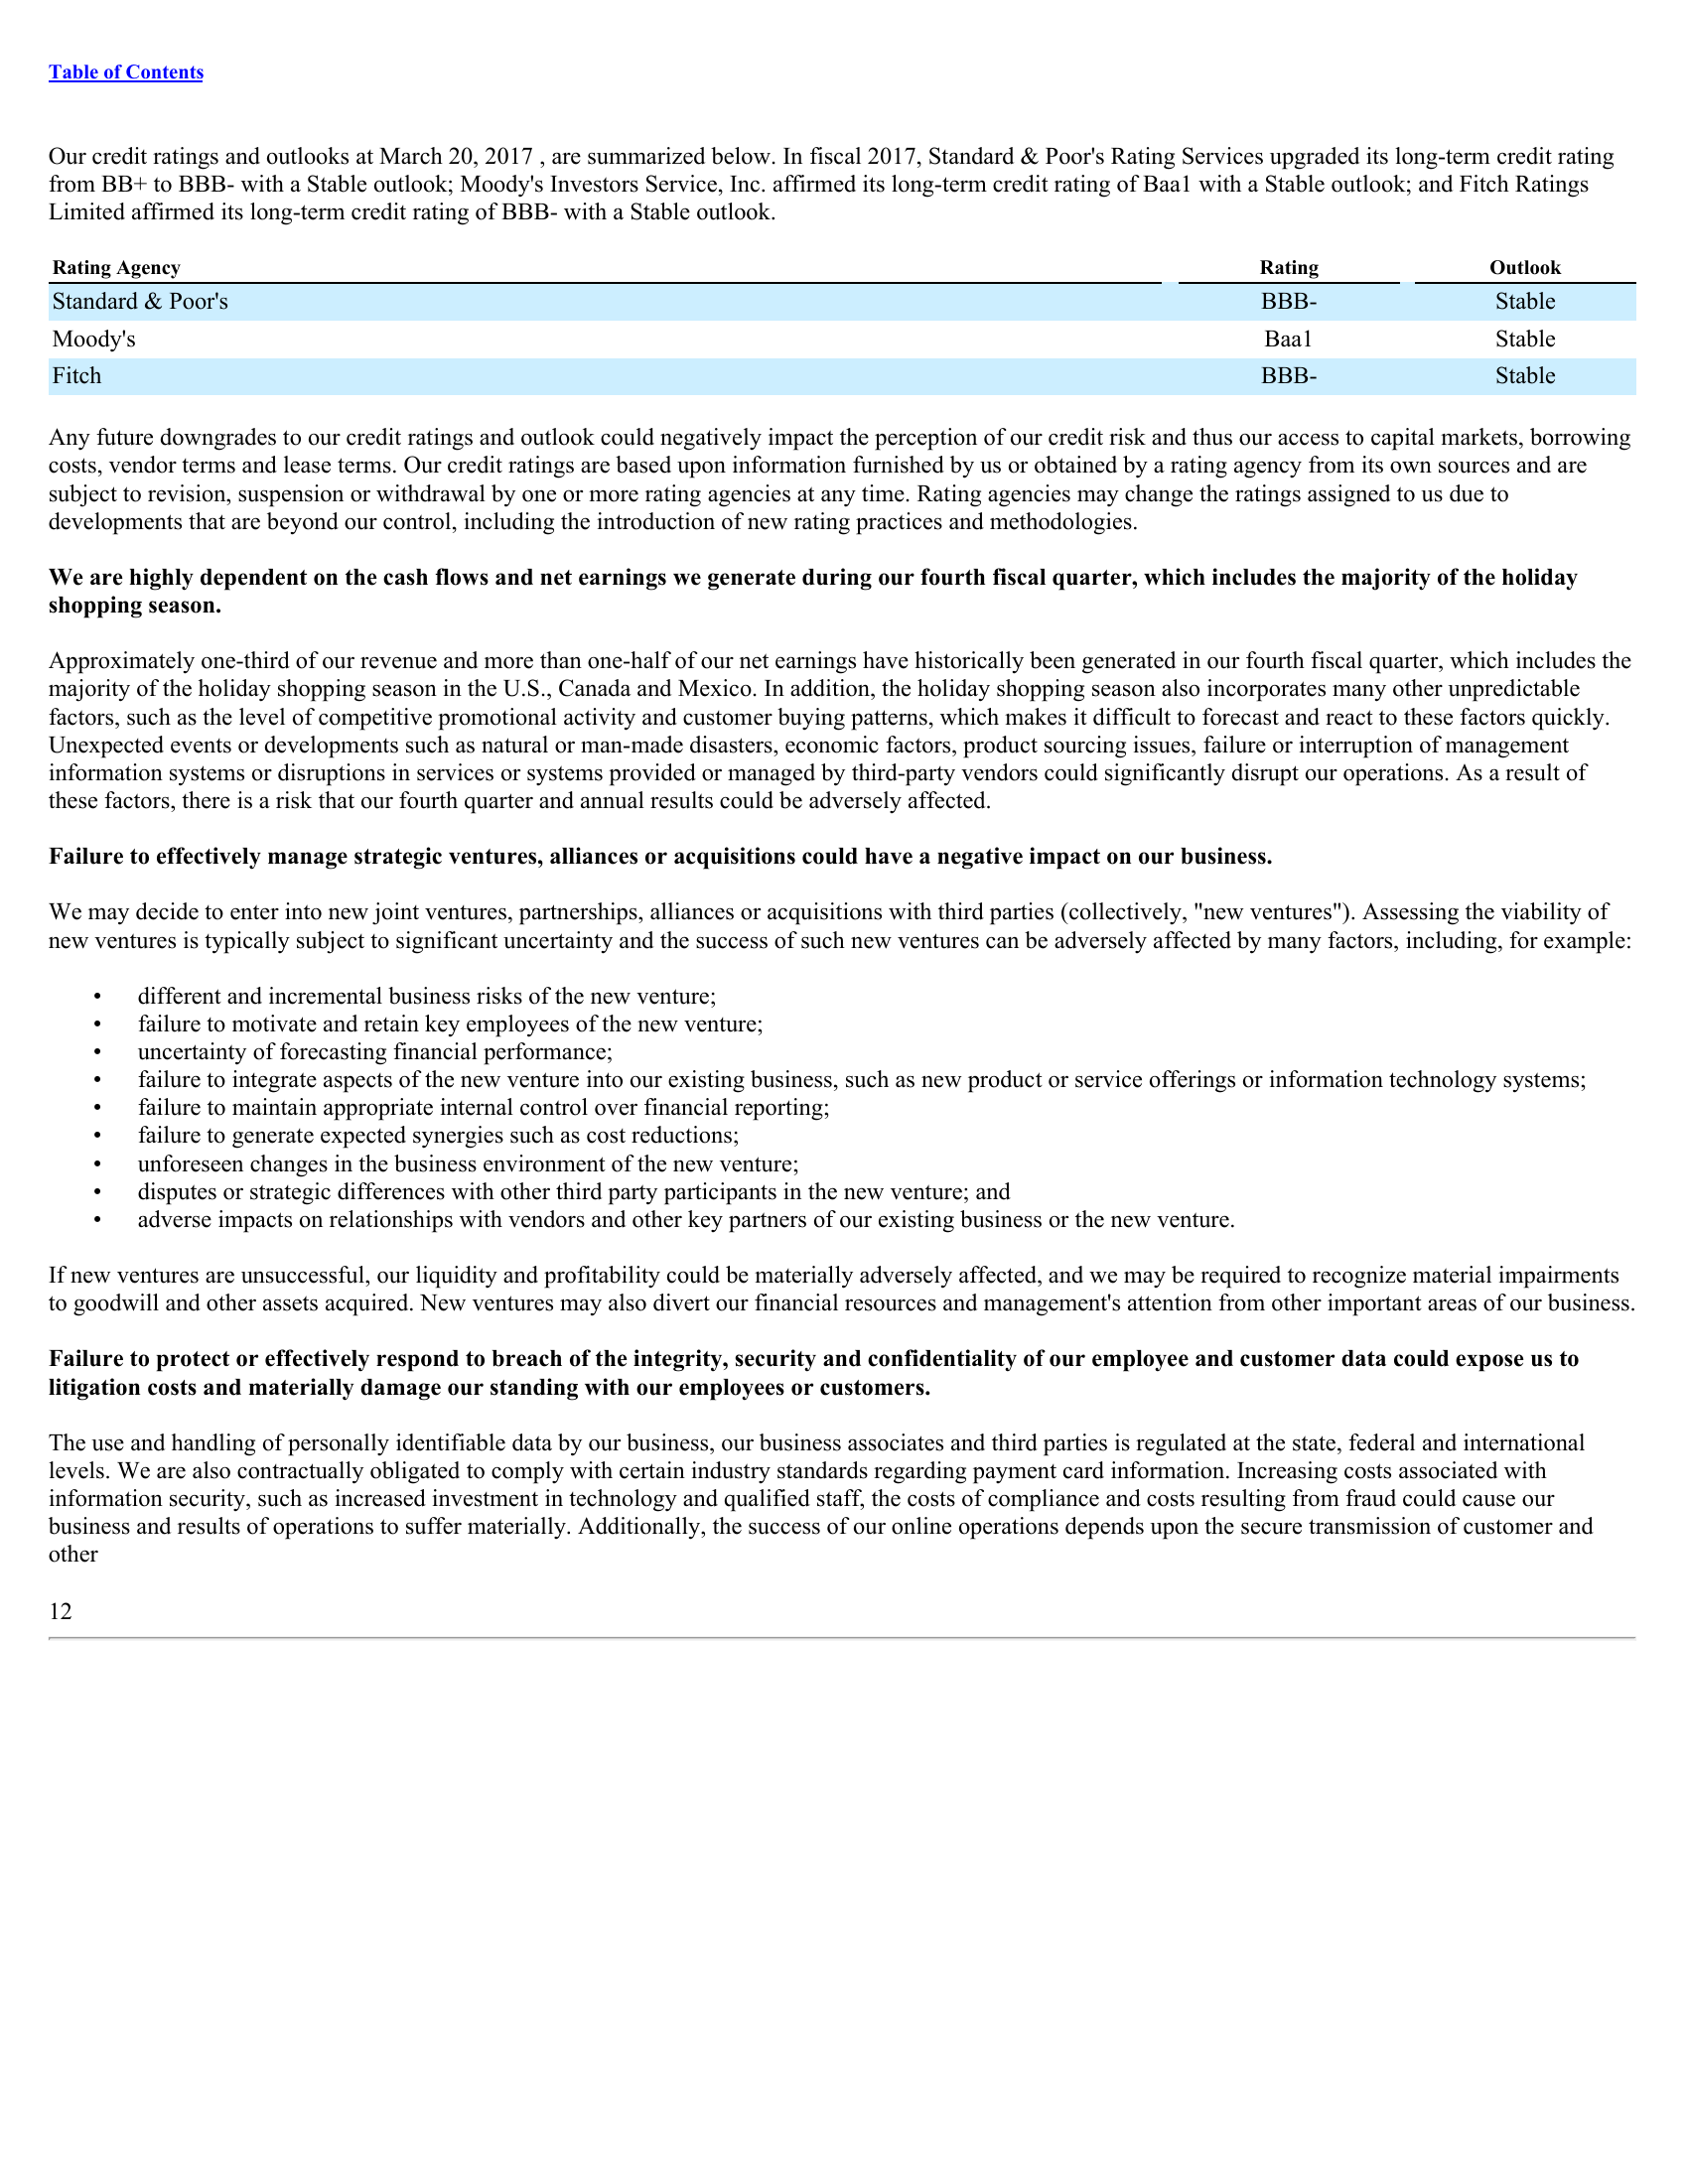 Table of Contents
Our credit ratings and outlooks at March 20, 2017 , are summarized below. In fiscal 2017, Standard & Poor's Rating Services upgraded its long-term credit rating
from BB+ to BBB- with a Stable outlook; Moody's Investors Service, Inc. affirmed its long-term credit rating of Baa1 with a Stable outlook; and Fitch Ratings
Limited affirmed its long-term credit rating of BBB- with a Stable outlook.
Rating Agency Rating Outlook
Standard & Poor's BBB- Stable
Moody's Baa1 Stable
Fitch BBB- Stable
Any future downgrades to our credit ratings and outlook could negatively impact the perception of our credit risk and thus our access to capital markets, borrowing
costs, vendor terms and lease terms. Our credit ratings are based upon information furnished by us or obtained by a rating agency from its own sources and are
subject to revision, suspension or withdrawal by one or more rating agencies at any time. Rating agencies may change the ratings assigned to us due to
developments that are beyond our control, including the introduction of new rating practices and methodologies.
We are highly dependent on the cash flows and net earnings we generate during our fourth fiscal quarter, which includes the majority of the holiday
shopping season.
Approximately one-third of our revenue and more than one-half of our net earnings have historically been generated in our fourth fiscal quarter, which includes the
majority of the holiday shopping season in the U.S., Canada and Mexico. In addition, the holiday shopping season also incorporates many other unpredictable
factors, such as the level of competitive promotional activity and customer buying patterns, which makes it difficult to forecast and react to these factors quickly.
Unexpected events or developments such as natural or man-made disasters, economic factors, product sourcing issues, failure or interruption of management
information systems or disruptions in services or systems provided or managed by third-party vendors could significantly disrupt our operations. As a result of
these factors, there is a risk that our fourth quarter and annual results could be adversely affected.
Failure to effectively manage strategic ventures, alliances or acquisitions could have a negative impact on our business.
We may decide to enter into new joint ventures, partnerships, alliances or acquisitions with third parties (collectively, "new ventures"). Assessing the viability of
new ventures is typically subject to significant uncertainty and the success of such new ventures can be adversely affected by many factors, including, for example:
• different and incremental business risks of the new venture;
• failure to motivate and retain key employees of the new venture;
• uncertainty of forecasting financial performance;
• failure to integrate aspects of the new venture into our existing business, such as new product or service offerings or information technology systems;
• failure to maintain appropriate internal control over financial reporting;
• failure to generate expected synergies such as cost reductions;
• unforeseen changes in the business environment of the new venture;
• disputes or strategic differences with other third party participants in the new venture; and
• adverse impacts on relationships with vendors and other key partners of our existing business or the new venture.
If new ventures are unsuccessful, our liquidity and profitability could be materially adversely affected, and we may be required to recognize material impairments
to goodwill and other assets acquired. New ventures may also divert our financial resources and management's attention from other important areas of our business.
Failure to protect or effectively respond to breach of the integrity, security and confidentiality of our employee and customer data could expose us to
litigation costs and materially damage our standing with our employees or customers.
The use and handling of personally identifiable data by our business, our business associates and third parties is regulated at the state, federal and international
levels. We are also contractually obligated to comply with certain industry standards regarding payment card information. Increasing costs associated with
information security, such as increased investment in technology and qualified staff, the costs of compliance and costs resulting from fraud could cause our
business and results of operations to suffer materially. Additionally, the success of our online operations depends upon the secure transmission of customer and
other
12